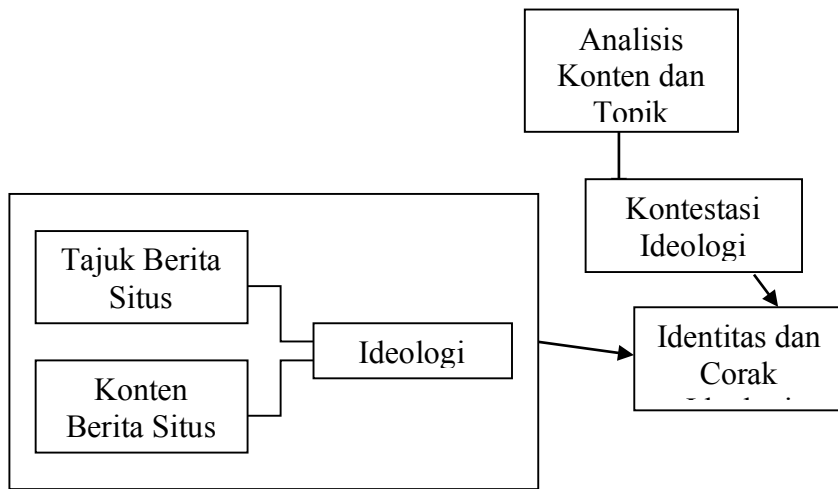 Analisis
Konten dan
Topik
Kontestasi
Ideologi
Tajuk Berita
Situs
Ideologi
Konten
Berita Situs
Identitas dan
Corak